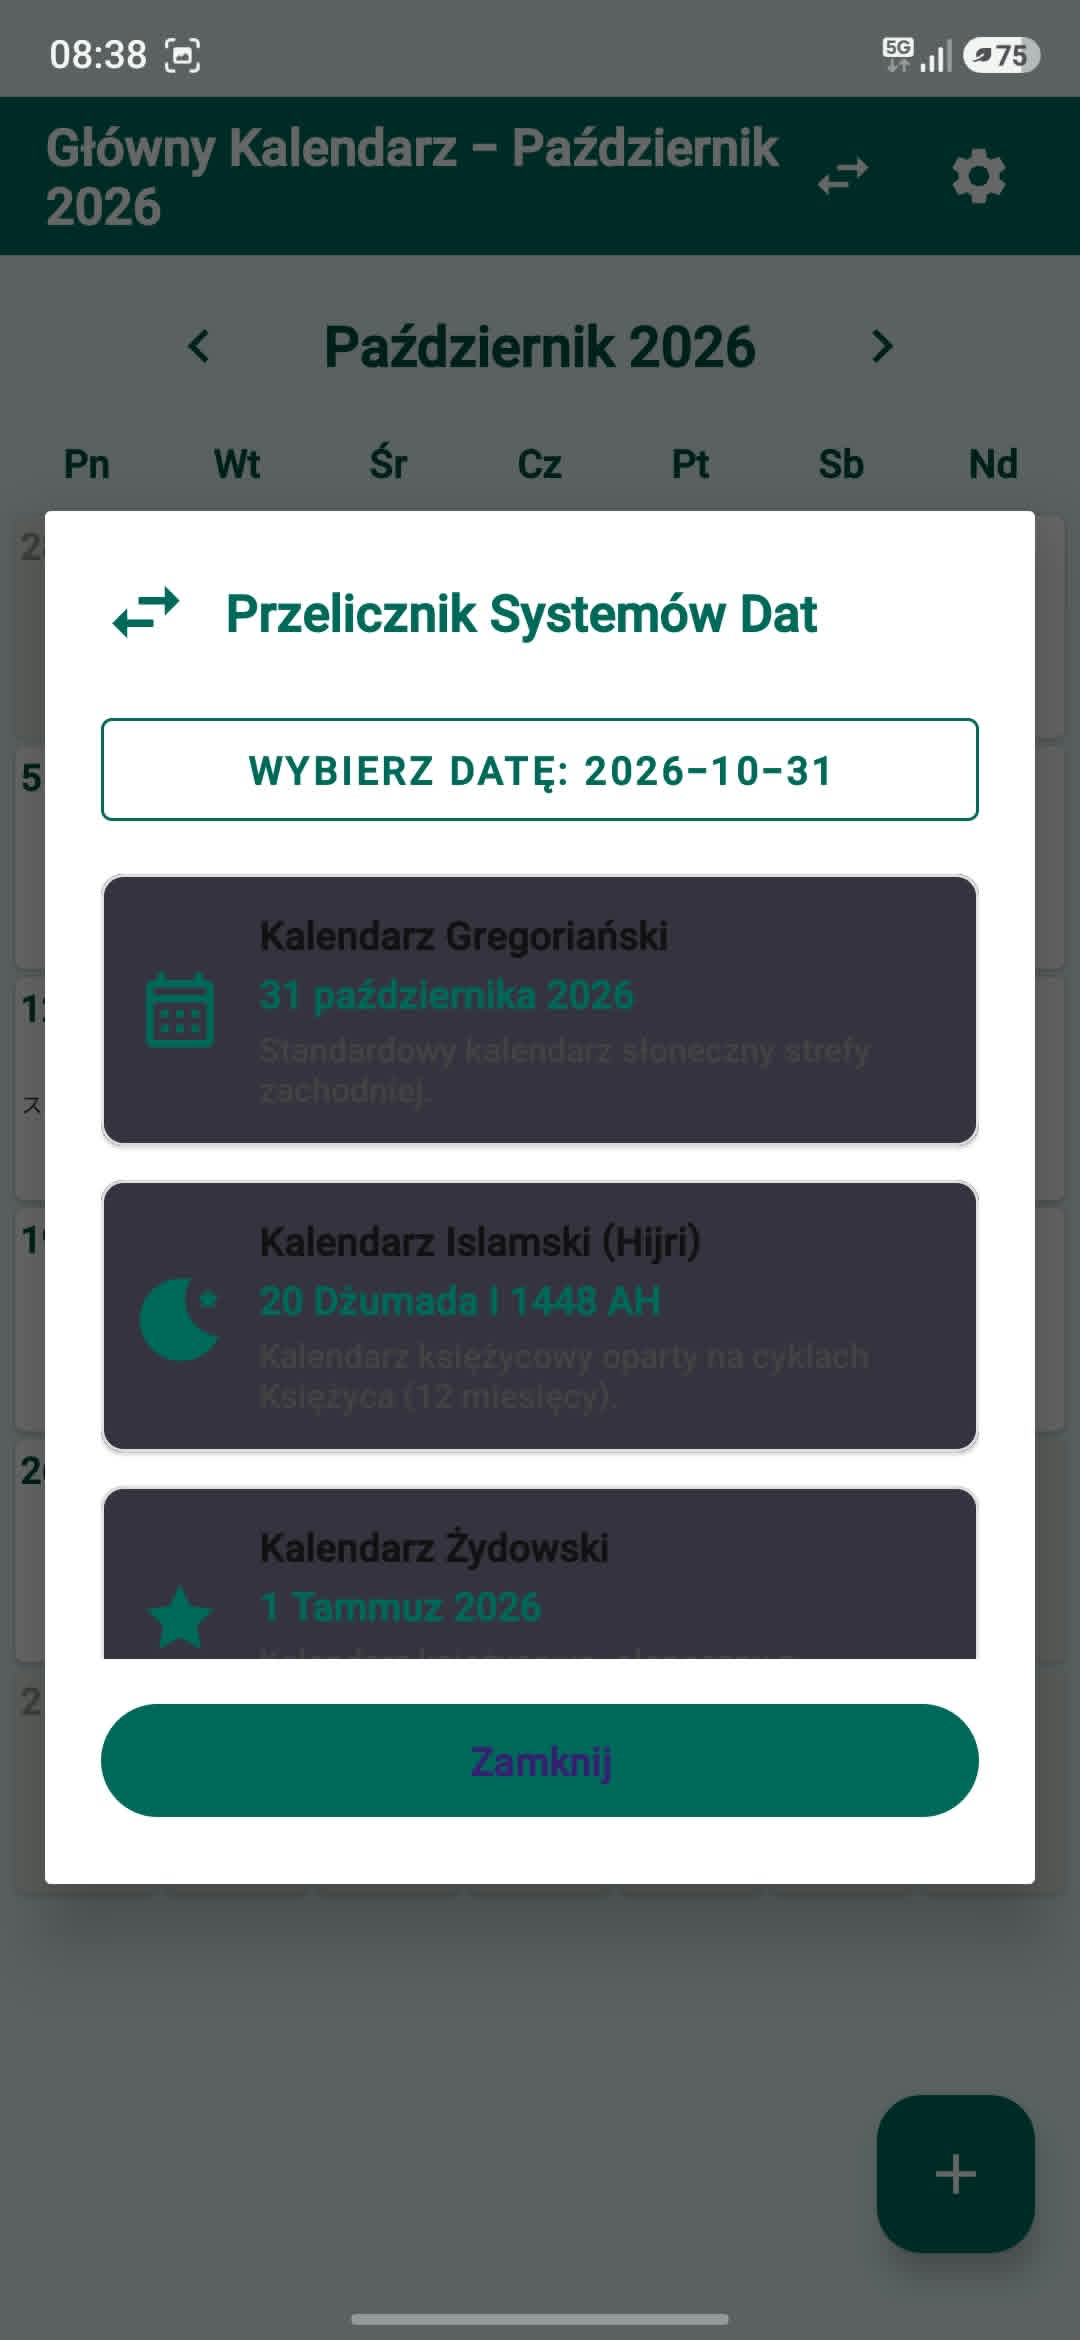 08:38
5G
75
Główny Kalendarz – Październik
2026
Październik 2026
Pn Wt Śr Cz Pt Sb Nd
Przelicznik Systemów Dat
WYBIERZ DATĘ: 2026-10-31
5
Kalendarz Gregoriański
31 października 2026
Standardowy kalendarz słoneczny strefy
zachodniej.
Kalendarz Islamski (Hijri)
20 Dżumada I 1448 AH
Kalendarz księżycowy oparty na cyklach
Księżyca (12 miesięcy).
Kalendarz Żydowski
1 Tammuz 2026
Zamknij